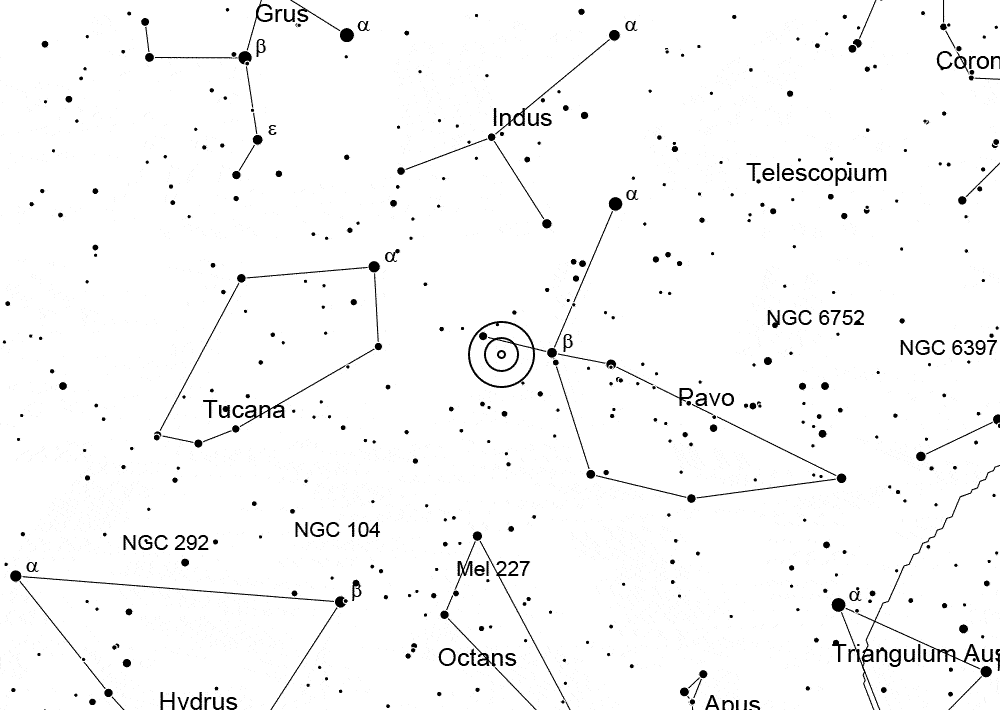 Grus
α
α
β
Coron
Indus
ε
Telescopium
α
α
NGC 6752
β
NGC 6397
Pavo
Tucana
NGC 104
NGC 292
α
Mel 227
β
α
Octans
Triangulum Aus
Hydrus
Apus